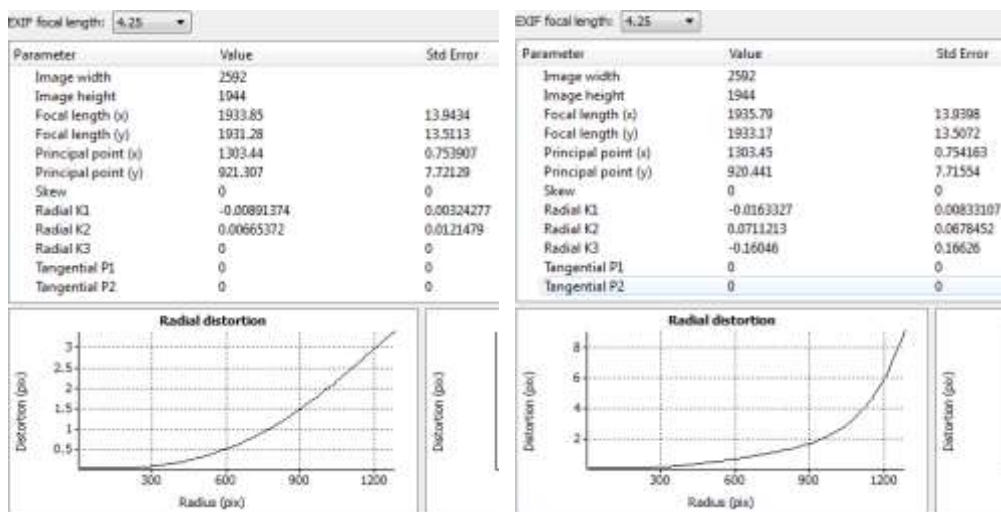 EXIF focal length: 4.25
Parameter Value Std Error
Image width 2592
Image height 1944
Focal length (x) 1933.85 13.9434
Focal length (y) 1931.28 13.5113
Principal point (x) 1303.44 0.753907
Principal point (y) 921.307 7.72129
Skew 0 0
Radial K1 -0.00891374 0.00324277
Radial K2 0.00665372 0.0121479
Radial K3 0 0
Tangential P1 0 0
Tangential P2 0 0
Radial distortion
3
2.5
2
1.5
1
0.5
Distortion (pix)
300 600 900 1200
Radius (pix)
Distortion (pix)
EXIF focal length: 4.25
Parameter Value Std Error
Image width 2592
Image height 1944
Focal length (x) 1935.79 13.9398
Focal length (y) 1933.17 13.5072
Principal point (x) 1303.45 0.754163
Principal point (y) 920.441 7.71554
Skew 0 0
Radial K1 -0.0163327 0.00833107
Radial K2 0.0711213 0.0678452
Radial K3 -0.16046 0.16626
Tangential P1 0 0
Tangential P2 0 0
Radial distortion
8
6
4
2
Distortion (pix)
300 600 900 1200
Radius (pix)
Distortion (pix)